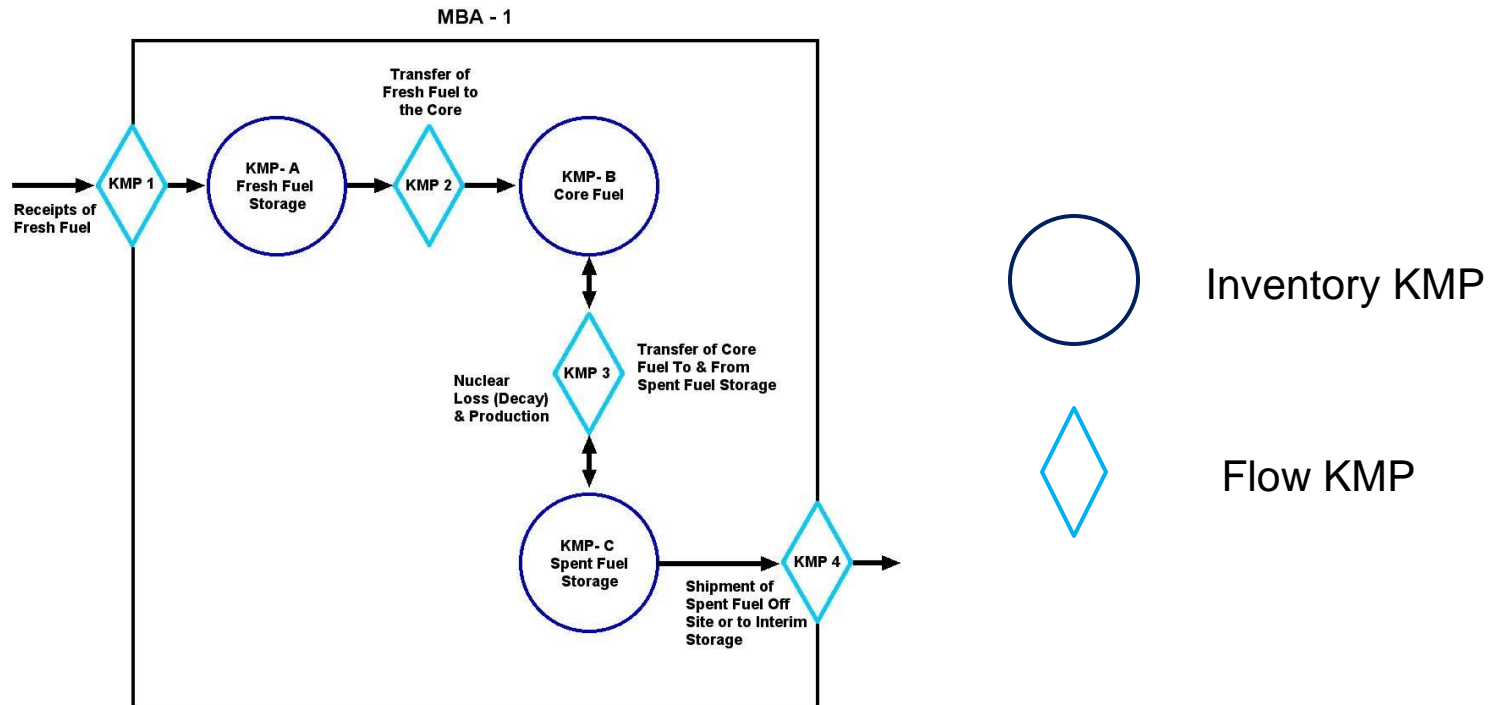 MBA - 1
Transfer of
Fresh Fuel to
the Core
KMP 1
KMP- A
Fresh Fuel
Storage
KMP 2
KMP- B
Core Fuel
Receipts of
Fresh Fuel
Inventory KMP
KMP 3
Transfer of Core
Fuel To & From
Spent Fuel Storage
Nuclear
Loss (Decay)
& Production
Flow KMP
KMP- C
Spent Fuel
Storage
KMP 4
Shipment of
Spent Fuel Off
Site or to Interim
Storage